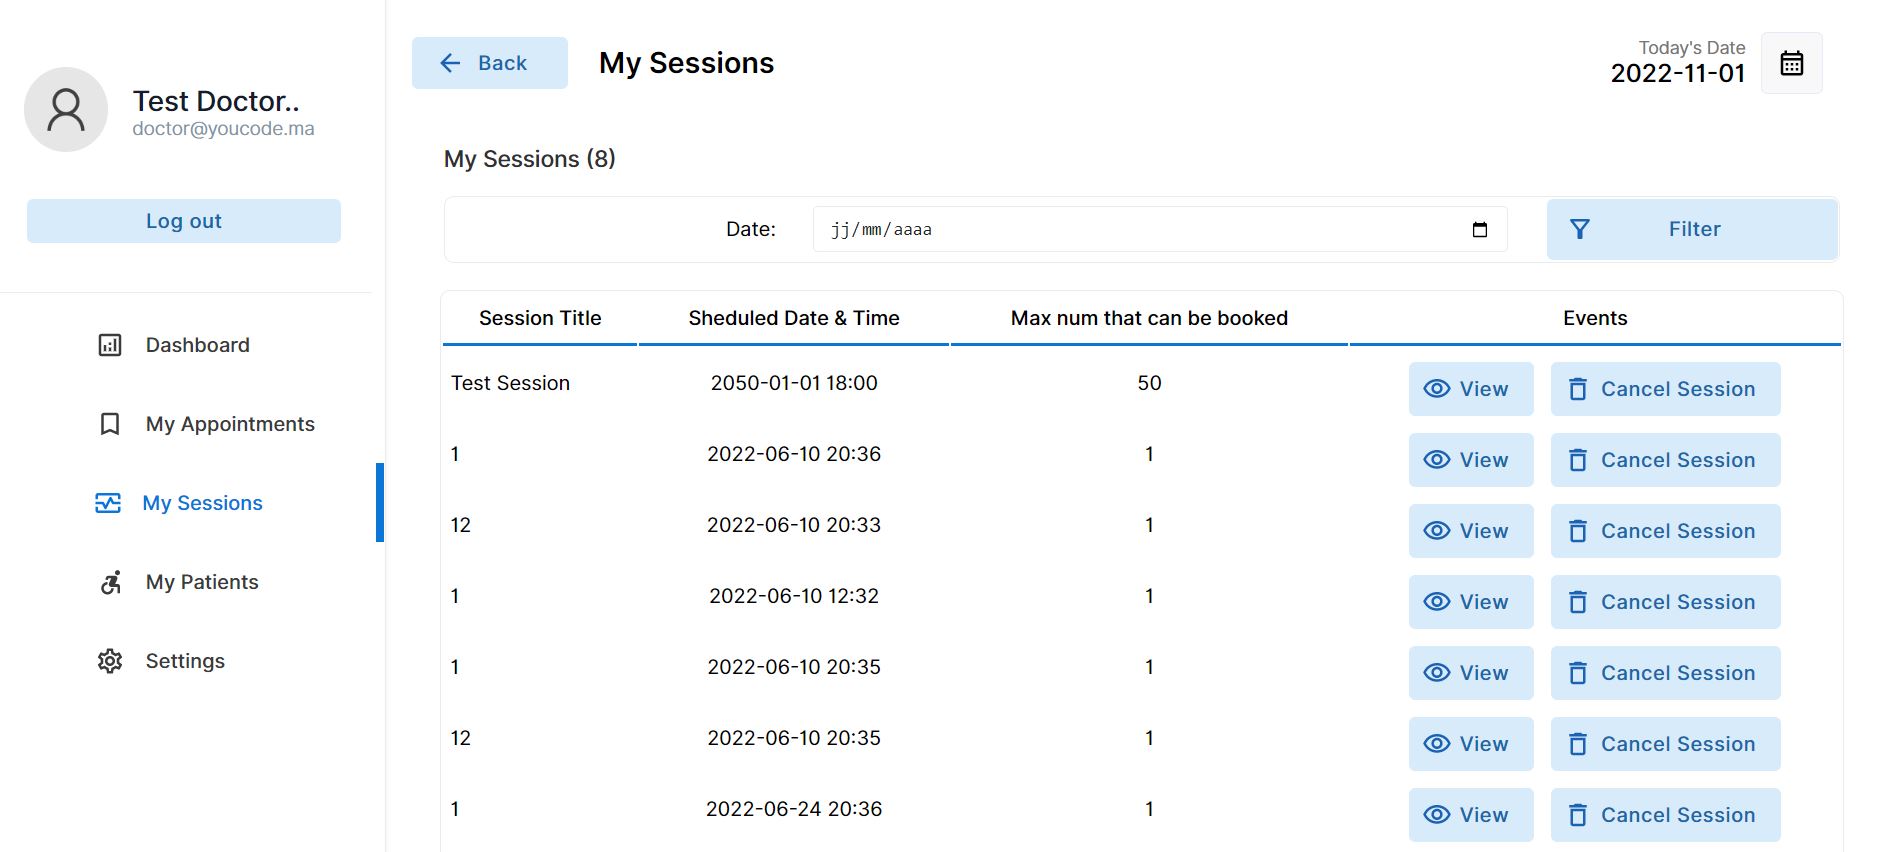 Test Doctor..
doctor@youcode.ma
Log out
Dashboard
My Appointments
My Sessions
My Patients
Settings
Back
My Sessions
Today's Date
2022-11-01
My Sessions (8)
Date: jj/mm/aaaa Filter
Session Title Sheduled Date & Time Max num that can be booked Events
Test Session 2050-01-01 18:00 50 View Cancel Session
1 2022-06-10 20:36 1 View Cancel Session
12 2022-06-10 20:33 1 View Cancel Session
1 2022-06-10 12:32 1 View Cancel Session
1 2022-06-10 20:35 1 View Cancel Session
12 2022-06-10 20:35 1 View Cancel Session
1 2022-06-24 20:36 1 View Cancel Session